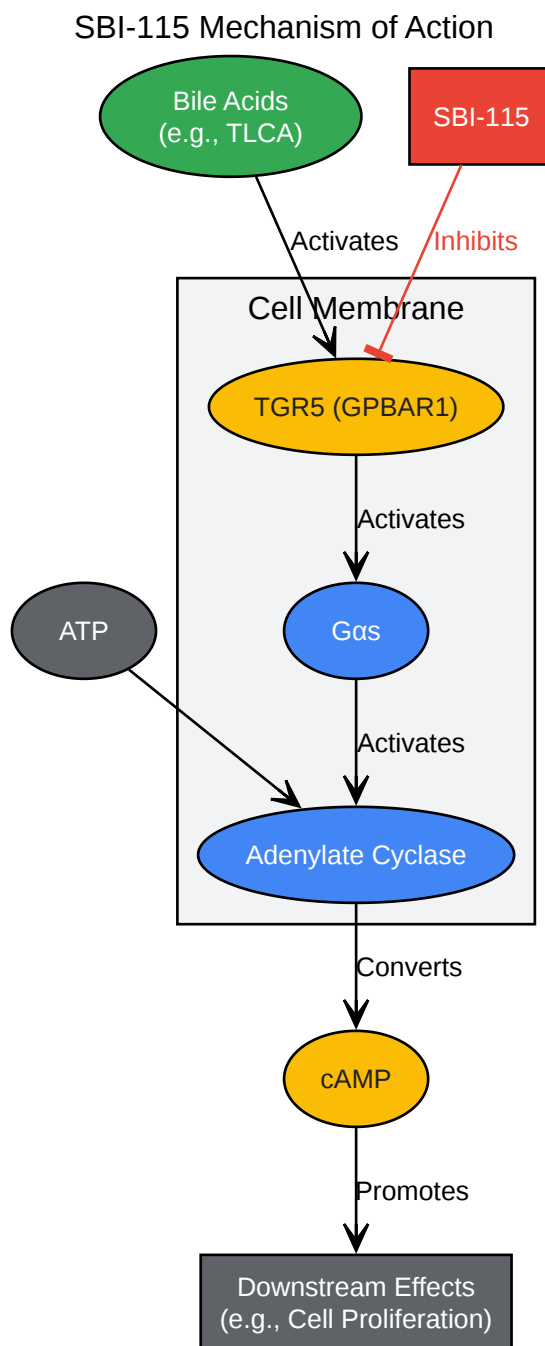 SBI-115 Mechanism of Action
Bile Acids
(e.g., TLCA)
SBI-115
Activates
Inhibits
Cell Membrane
TGR5 (GPBAR1)
Activates
ATP
Gαs
Activates
Adenylate Cyclase
Converts
cAMP
Promotes
Downstream Effects
(e.g., Cell Proliferation)